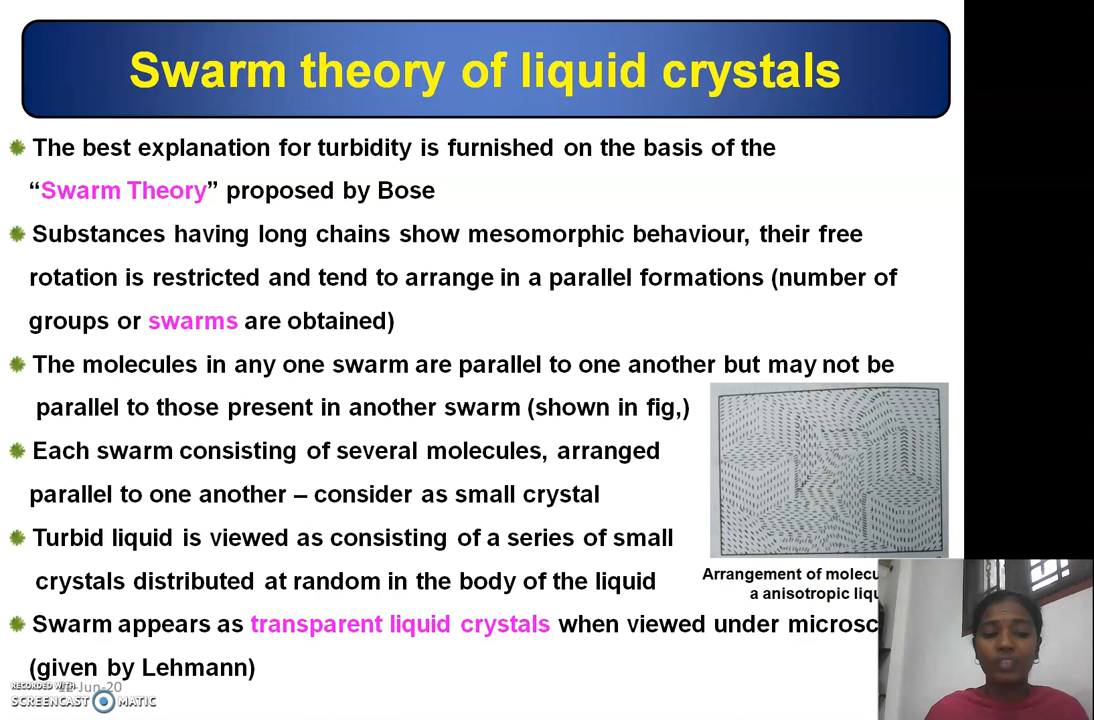 Swarm theory of liquid crystals
The best explanation for turbidity is furnished on the basis of the
“Swarm Theory” proposed by Bose
Substances having long chains show mesomorphic behaviour, their free
rotation is restricted and tend to arrange in a parallel formations (number of
groups or swarms are obtained)
The molecules in any one swarm are parallel to one another but may not be
parallel to those present in another swarm (shown in fig,)
Each swarm consisting of several molecules, arranged
parallel to one another – consider as small crystal
Turbid liquid is viewed as consisting of a series of small
crystals distributed at random in the body of the liquid
Arrangement of
a anisotropic
Swarm appears as transparent liquid crystals when viewed under
(given by Lehmann)
RECORDED WITH
-Jun-20
SCREENCAST MATIC